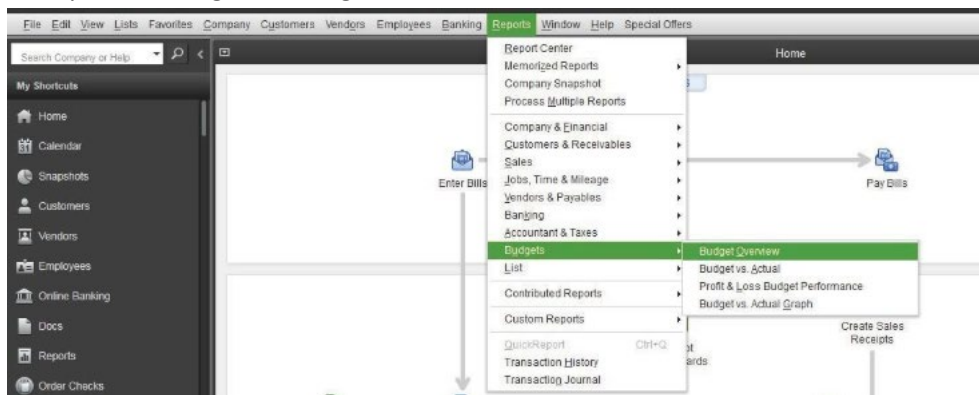 File Edit View Lists Favorites Company Customers Vendors Employees Banking Reports Window Help Special Offers
Search Company or Help
Home
My Shortcuts
Home
Calendar
Snapshots
Customers
Vendors
Employees
Online Banking
Docs
Reports
Order Checks
Report Center
Memorized Reports
Company Snapshot
Process Multiple Reports
Company & Financial
Customers & Receivables
Sales
Jobs, Time & Mileage
Vendors & Payables
Banking
Accountant & Taxes
Budgets
List
Contributed Reports
Custom Reports
QuickReport Ctrl+Q
Transaction History
Transaction Journal
Budget Overview
Budget vs. Actual
Profit & Loss Budget Performance
Budget vs. Actual Graph
Enter Bills
Pay Bills
Create Sales
Receipts